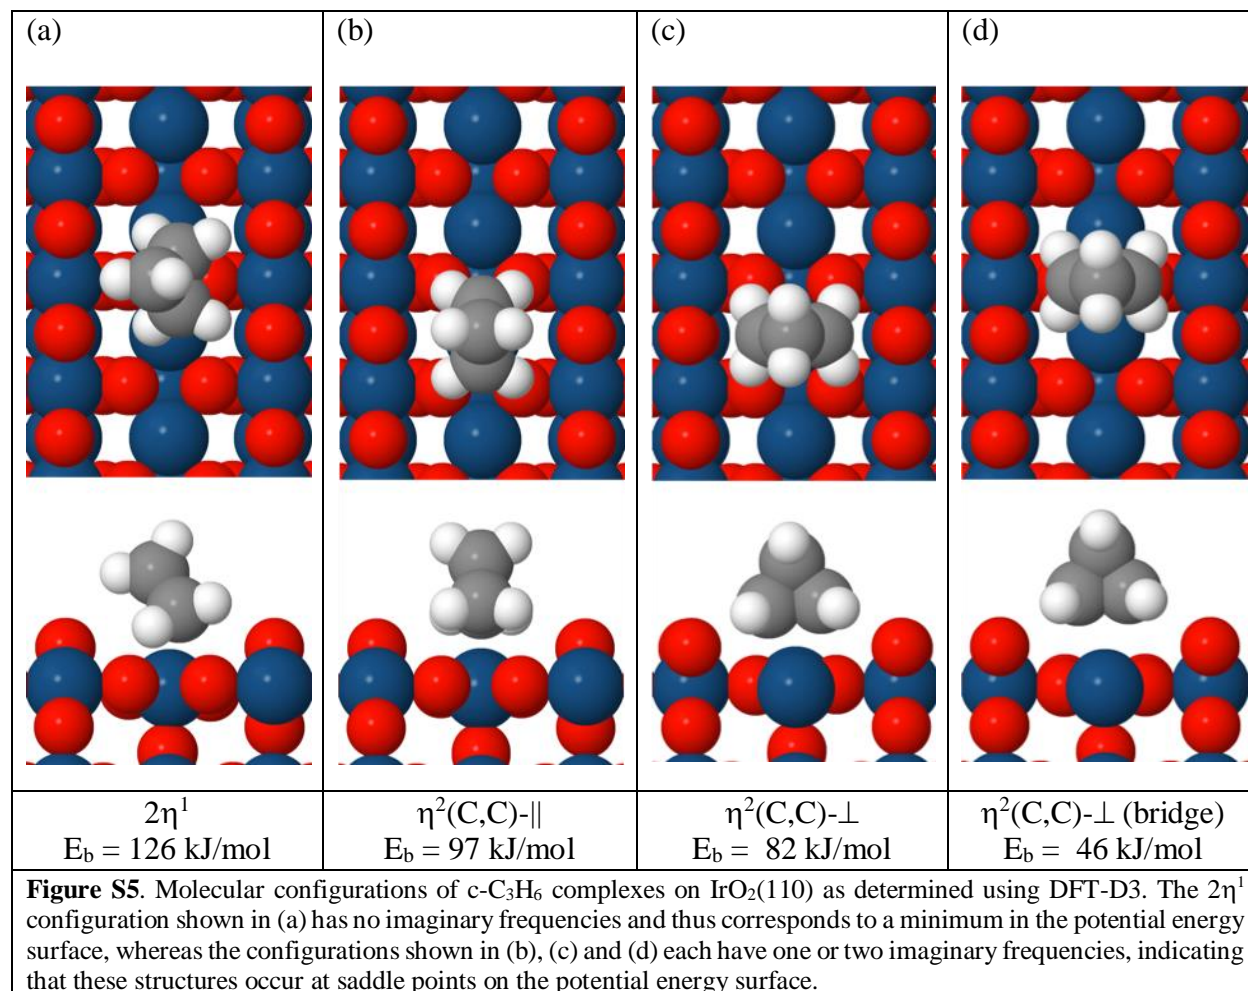 (a) (b) (c) (d)
2η¹ η²(C,C)-|| η²(C,C)-⊥ η²(C,C)-⊥ (bridge)
E_b = 126 kJ/mol E_b = 97 kJ/mol E_b = 82 kJ/mol E_b = 46 kJ/mol
Figure S5. Molecular configurations of c-C₃H₆ complexes on IrO₂(110) as determined using DFT-D3. The 2η¹
configuration shown in (a) has no imaginary frequencies and thus corresponds to a minimum in the potential energy
surface, whereas the configurations shown in (b), (c) and (d) each have one or two imaginary frequencies, indicating
that these structures occur at saddle points on the potential energy surface.